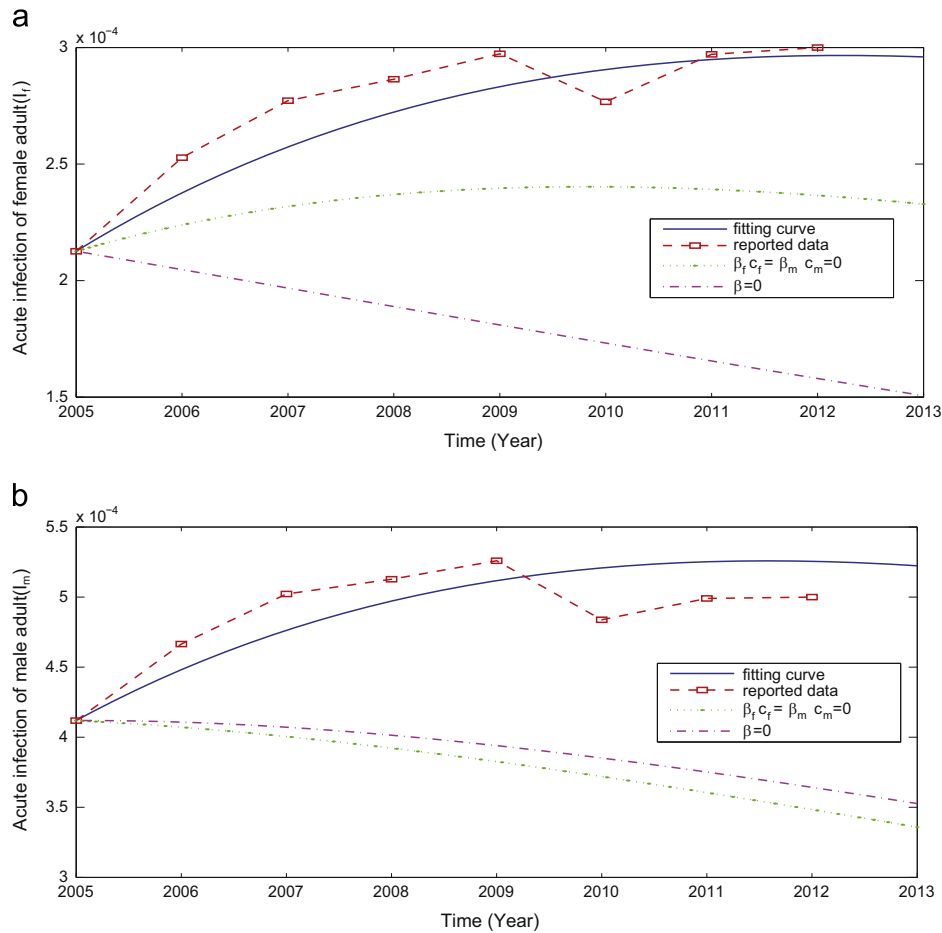 a
x 10⁻⁴
3
2.5
2
1.5
Acute infection of female adult(I_f)
fitting curve
reported data
β_f c_f = β_m c_m=0
β=0
2005 2006 2007 2008 2009 2010 2011 2012 2013
Time (Year)
b
x 10⁻⁴
5.5
5
4.5
4
3.5
3
Acute infection of male adult(I_m)
fitting curve
reported data
β_f c_f = β_m c_m=0
β=0
2005 2006 2007 2008 2009 2010 2011 2012 2013
Time (Year)